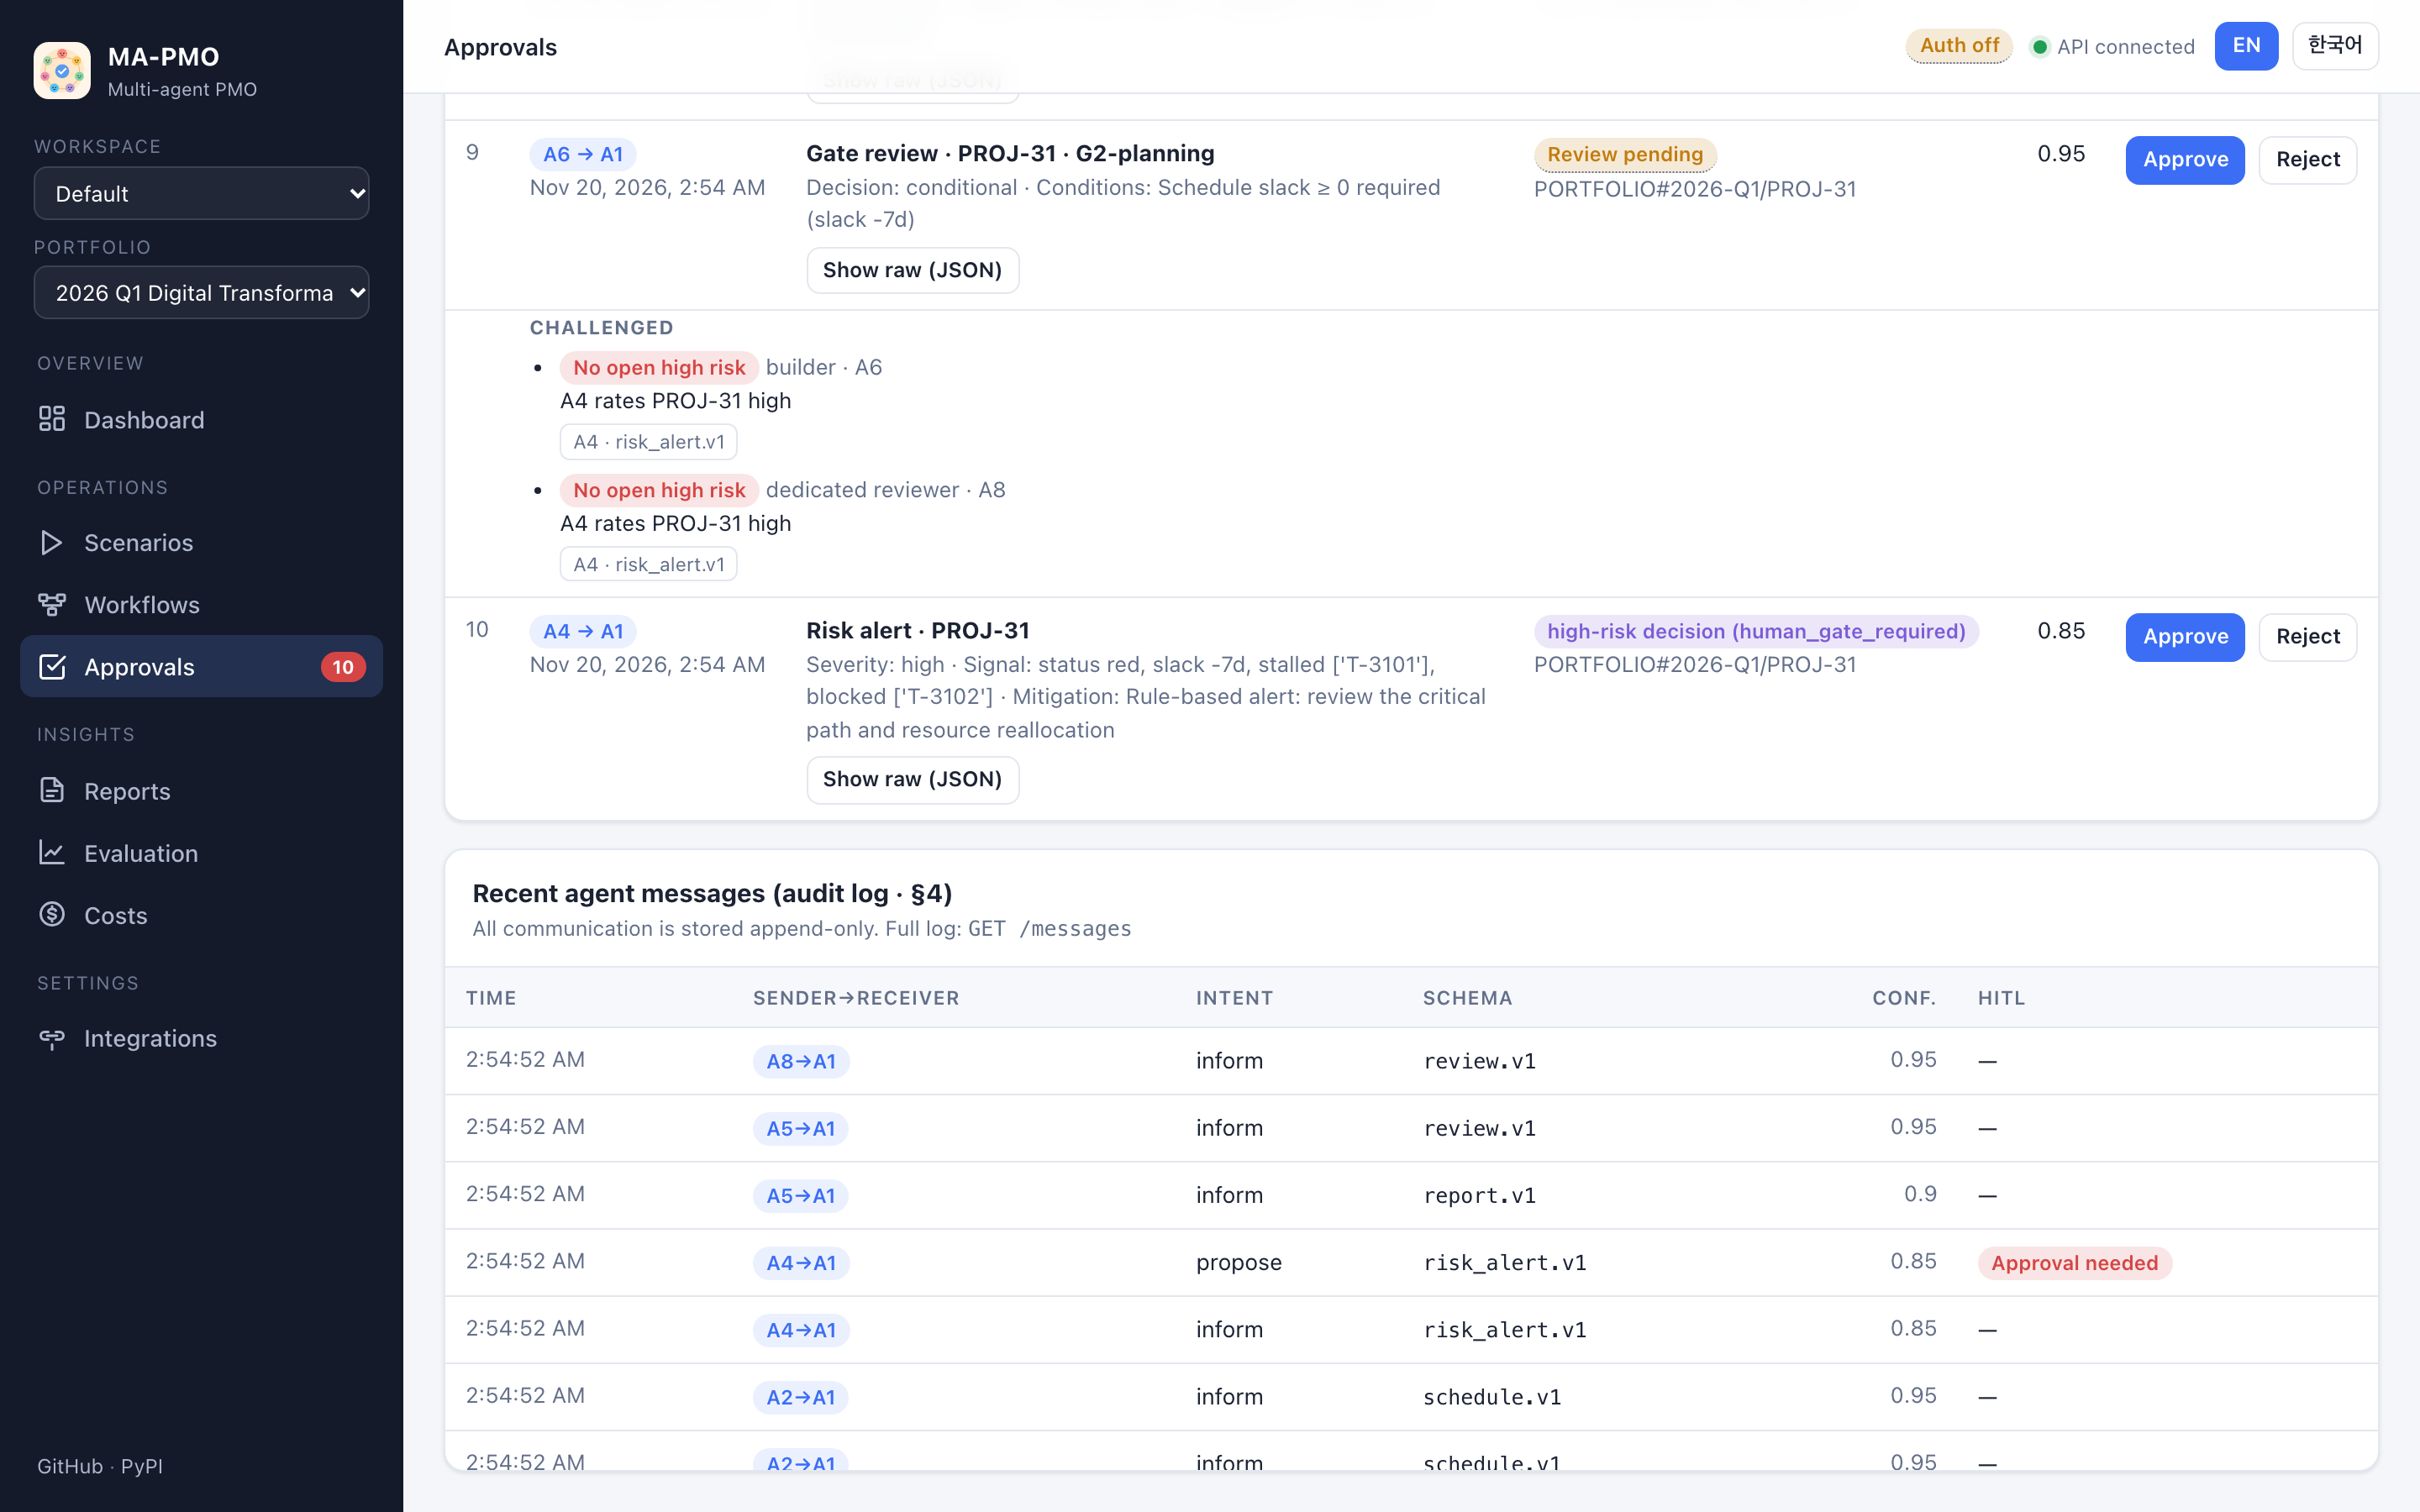 MA-PMO
Multi-agent PMO
WORKSPACE
Default
PORTFOLIO
2026 Q1 Digital Transforma
OVERVIEW
Dashboard
OPERATIONS
Scenarios
Workflows
Approvals 10
INSIGHTS
Reports
Evaluation
Costs
SETTINGS
Integrations
GitHub · PyPI
Approvals
Auth off
API connected
EN
한국어
Show raw (JSON)
9
A6 → A1
Nov 20, 2026, 2:54 AM
Gate review · PROJ-31 · G2-planning
Decision: conditional · Conditions: Schedule slack ≥ 0 required
(slack -7d)
Show raw (JSON)
Review pending
PORTFOLIO#2026-Q1/PROJ-31
0.95
Approve
Reject
CHALLENGED
• No open high risk builder · A6
A4 rates PROJ-31 high
A4 · risk_alert.v1
• No open high risk dedicated reviewer · A8
A4 rates PROJ-31 high
A4 · risk_alert.v1
10
A4 → A1
Nov 20, 2026, 2:54 AM
Risk alert · PROJ-31
Severity: high · Signal: status red, slack -7d, stalled ['T-3101'],
blocked ['T-3102'] · Mitigation: Rule-based alert: review the critical
path and resource reallocation
Show raw (JSON)
high-risk decision (human_gate_required)
PORTFOLIO#2026-Q1/PROJ-31
0.85
Approve
Reject
Recent agent messages (audit log · §4)
All communication is stored append-only. Full log: GET /messages
TIME SENDER→RECEIVER INTENT SCHEMA CONF. HITL
2:54:52 AM A8→A1 inform review.v1 0.95 —
2:54:52 AM A5→A1 inform review.v1 0.95 —
2:54:52 AM A5→A1 inform report.v1 0.9 —
2:54:52 AM A4→A1 propose risk_alert.v1 0.85 Approval needed
2:54:52 AM A4→A1 inform risk_alert.v1 0.85 —
2:54:52 AM A2→A1 inform schedule.v1 0.95 —
2:54:52 AM A2→A1 inform schedule.v1 0.95 —